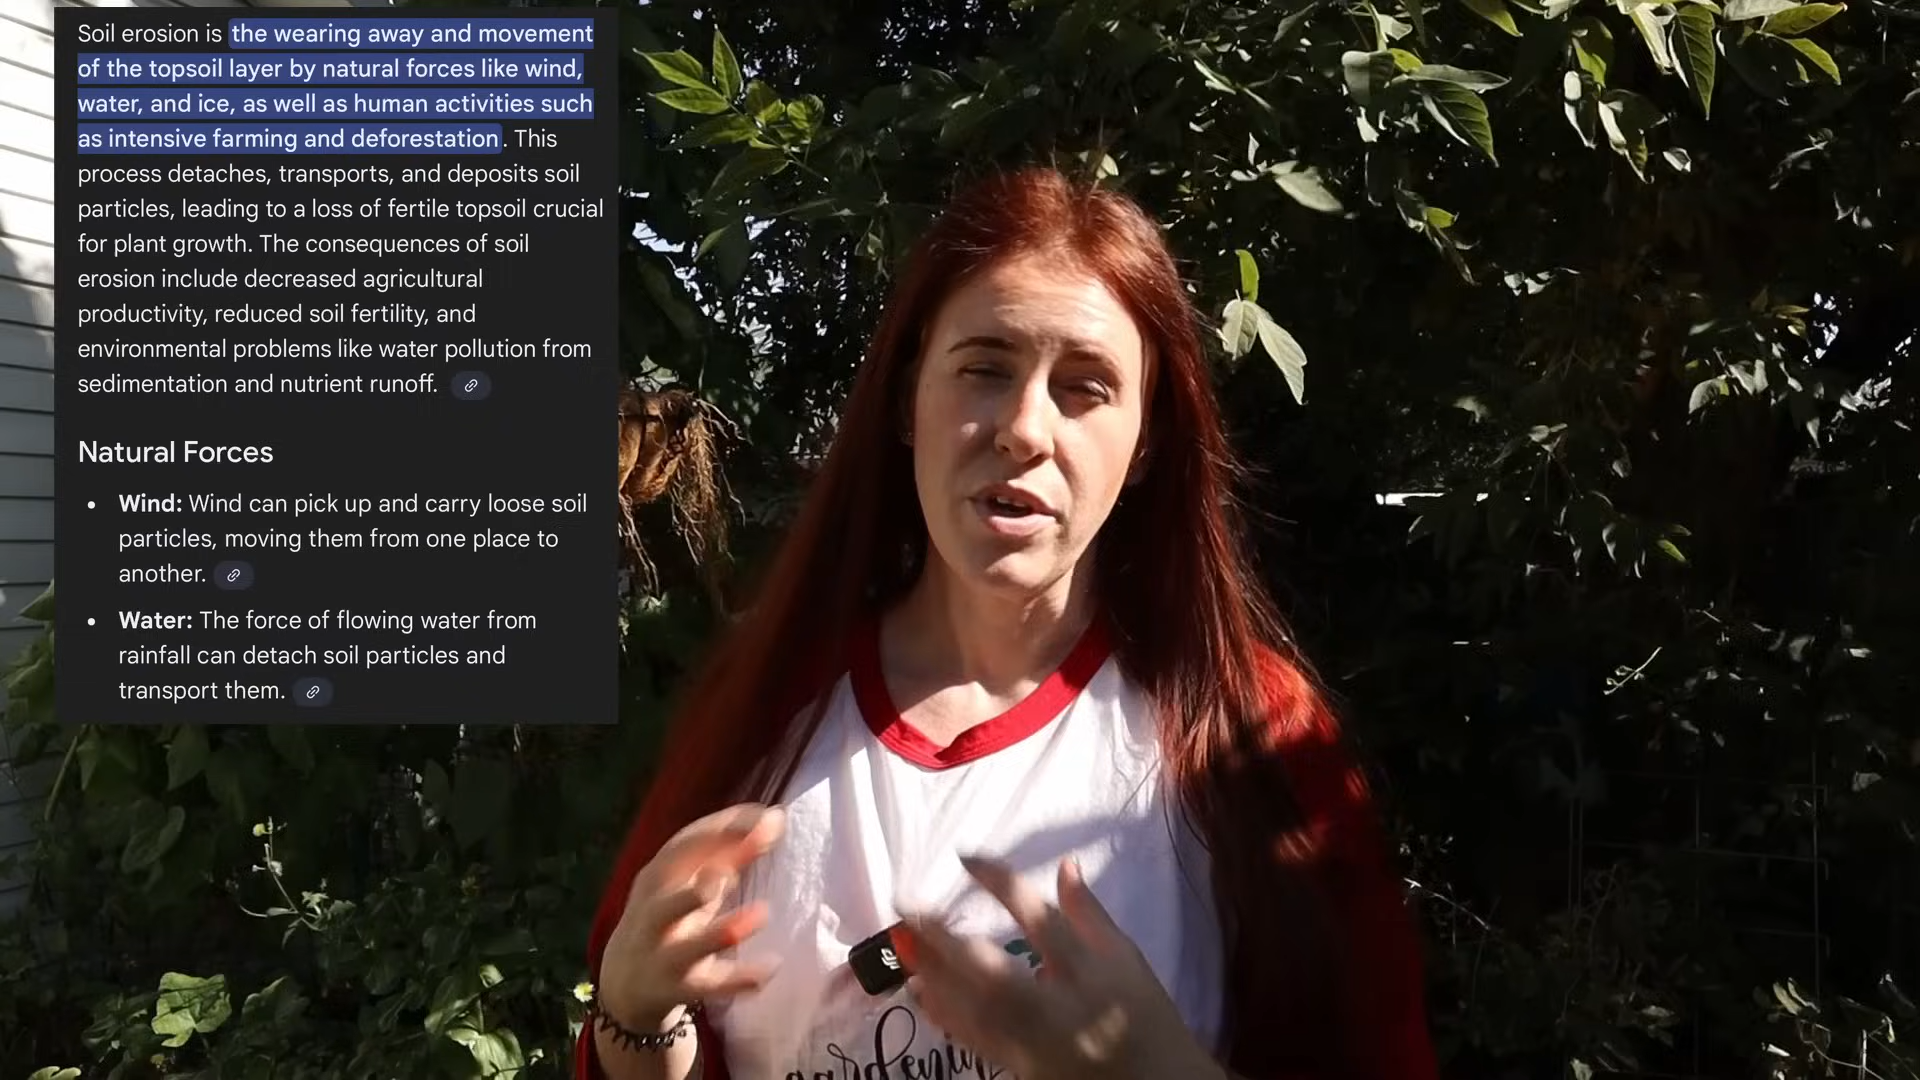 Soil erosion is the wearing away and movement
of the topsoil layer by natural forces like wind,
water, and ice, as well as human activities such
as intensive farming and deforestation. This
process detaches, transports, and deposits soil
particles, leading to a loss of fertile topsoil crucial
for plant growth. The consequences of soil
erosion include decreased agricultural
productivity, reduced soil fertility, and
environmental problems like water pollution from
sedimentation and nutrient runoff.
Natural Forces
• Wind: Wind can pick up and carry loose soil
particles, moving them from one place to
another.
• Water: The force of flowing water from
rainfall can detach soil particles and
transport them.